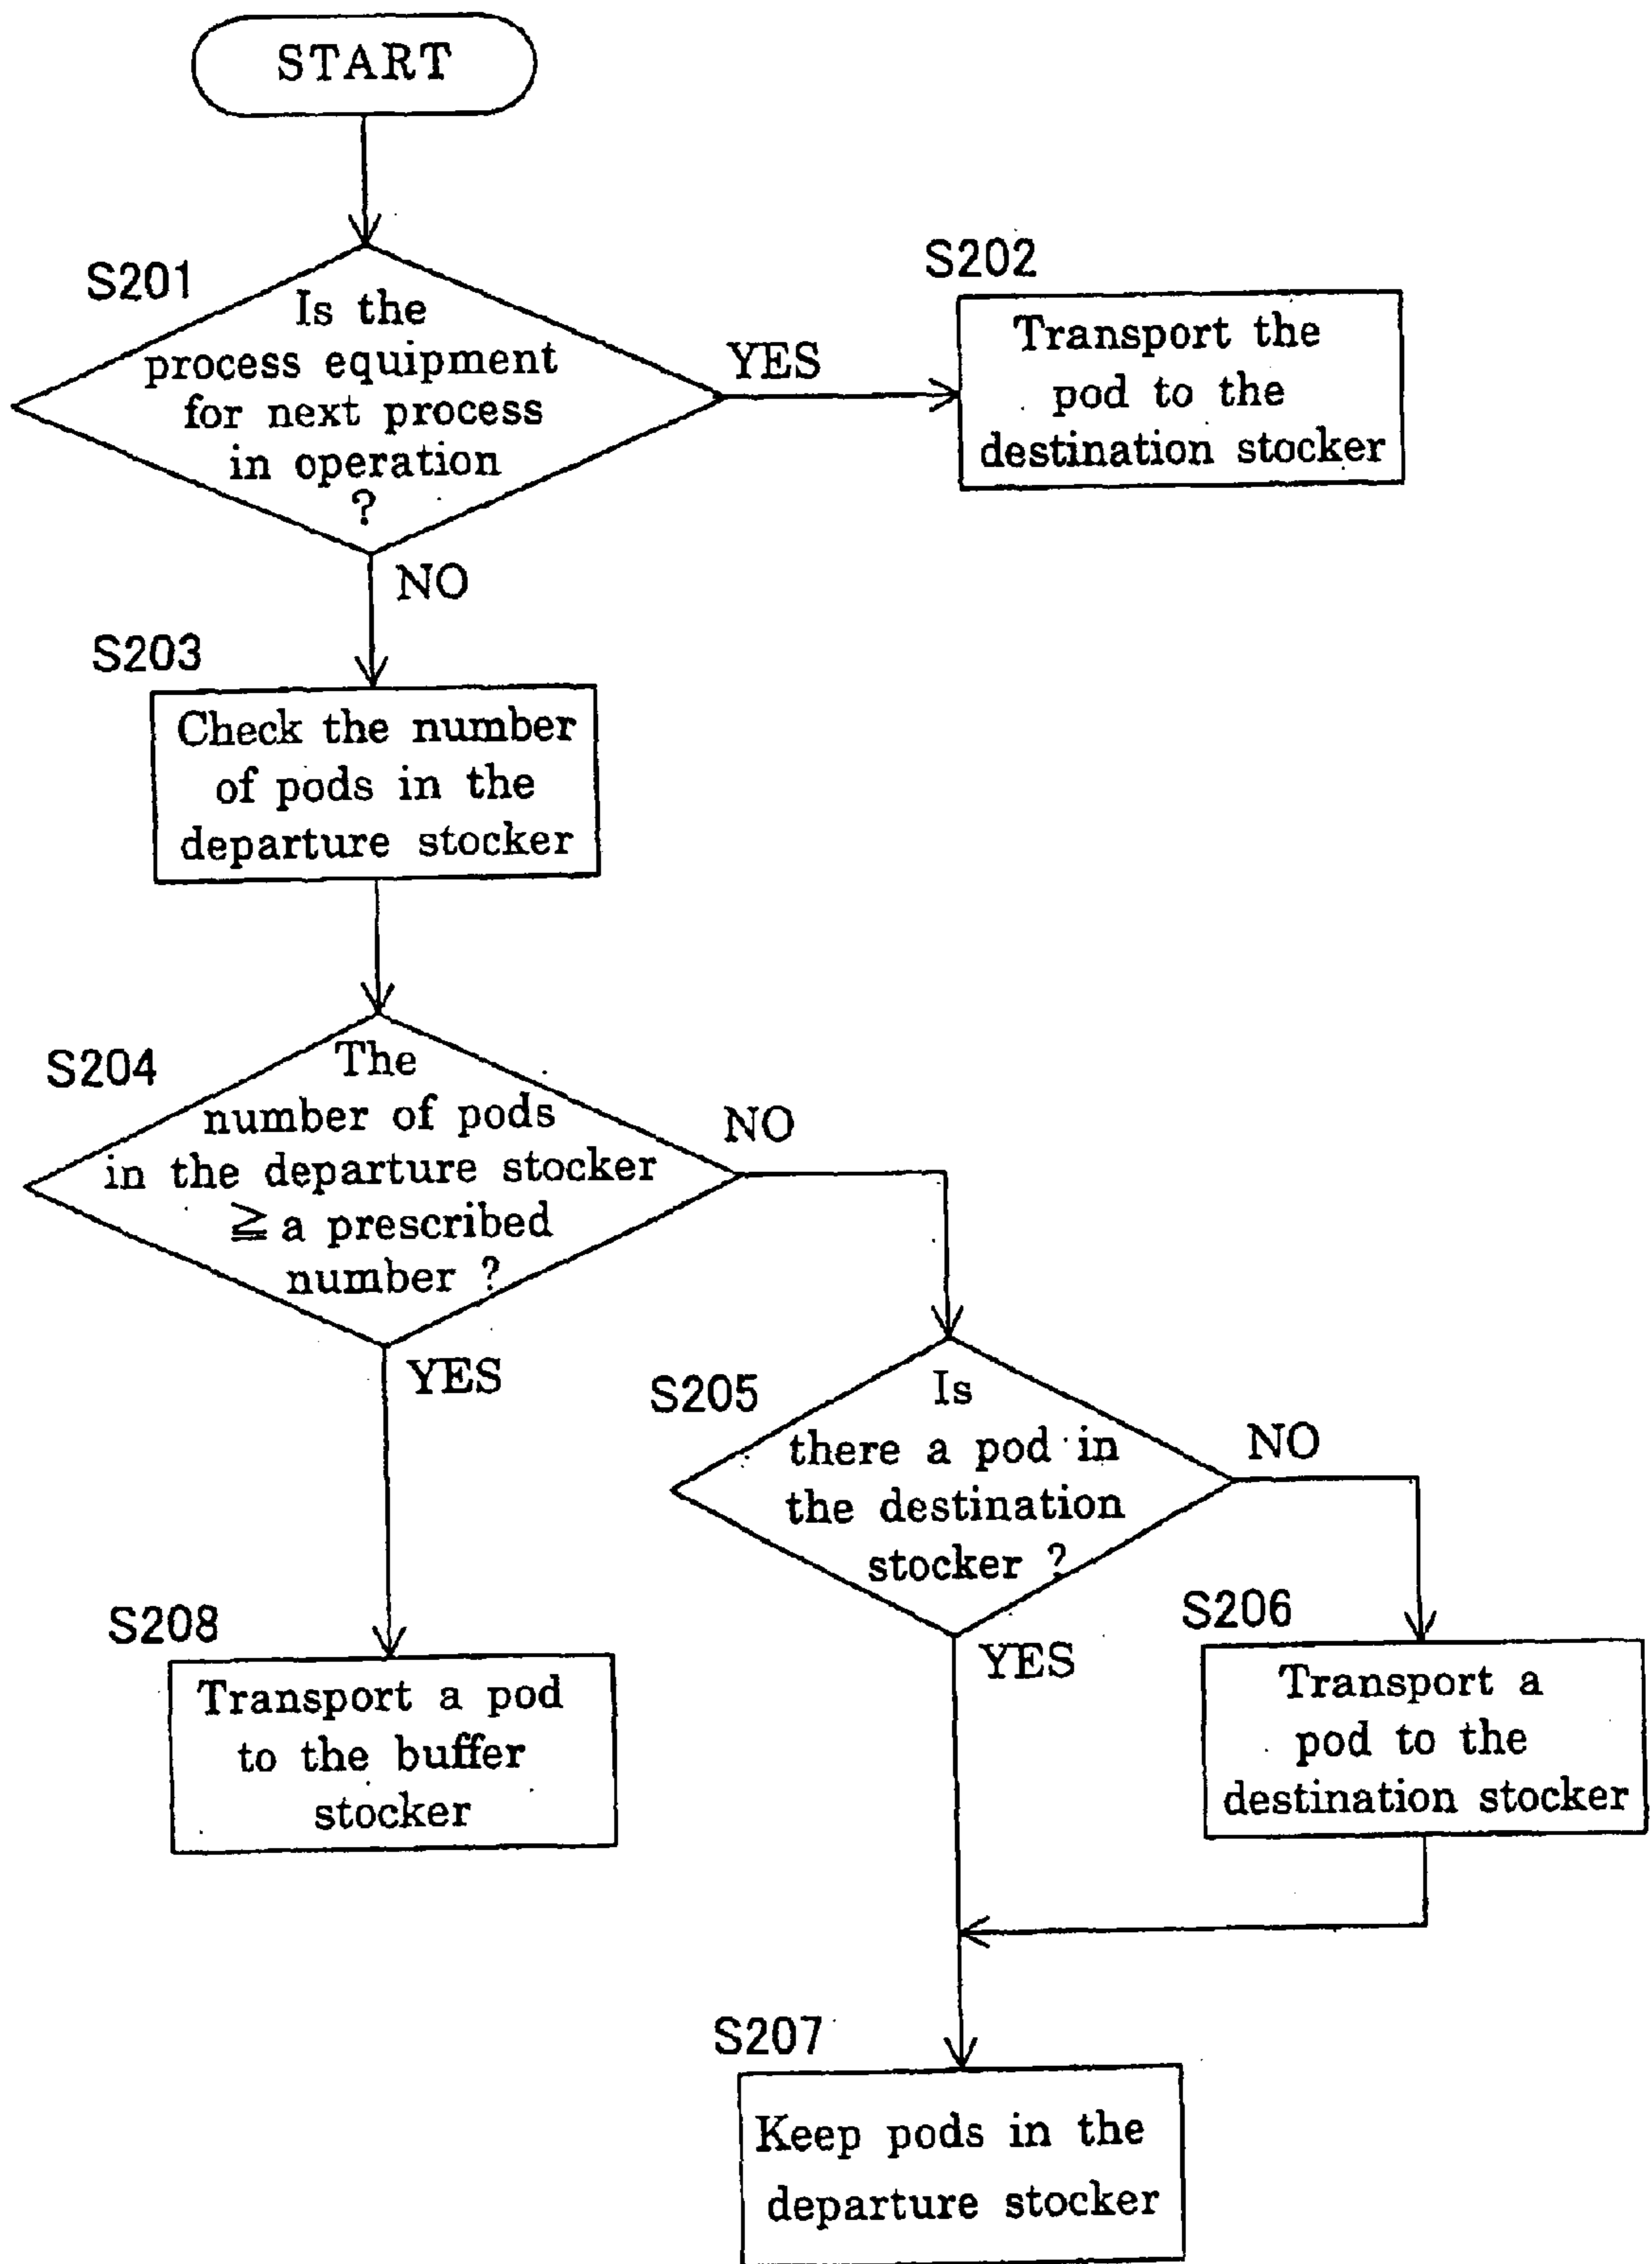 START
S201
Is the
process equipment
for next process
in operation
?
YES
S202
Transport the
pod to the
destination stocker
NO
S203
Check the number
of pods in the
departure stocker
S204
The
number of pods
in the departure stocker
≧ a prescribed
number ?
NO
YES
S205
Is
there a pod in
the destination
stocker ?
NO
YES
S206
Transport a
pod to the
destination stocker
S208
Transport a pod
to the buffer
stocker
S207
Keep pods in the
departure stocker